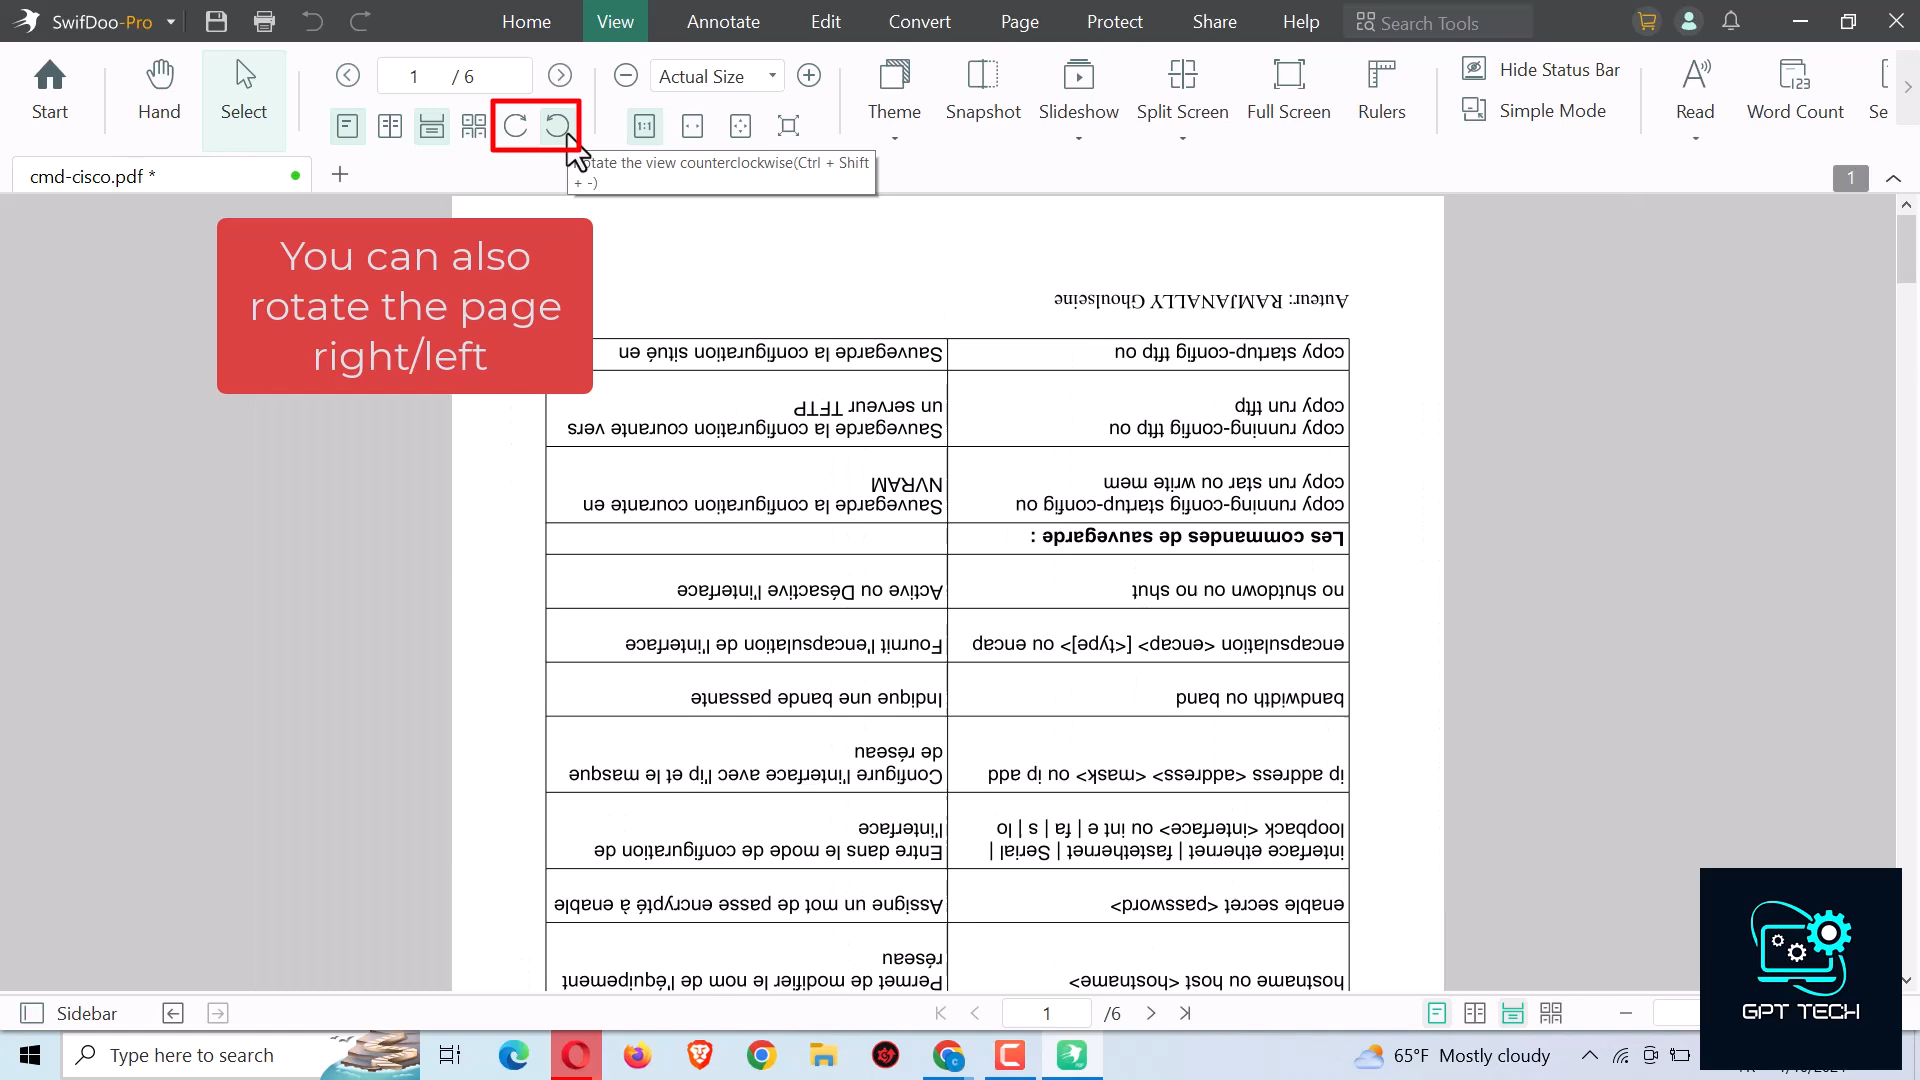 SwifDoo-Pro
Home
View
Annotate
Edit
Convert
Page
Protect
Share
Help
Search Tools
Start
Hand
Select
1 / 6
Actual Size
1:1
Theme
Snapshot
Slideshow
Split Screen
Full Screen
Rulers
Hide Status Bar
Simple Mode
Read
123
Word Count
Se
cmd-cisco.pdf *
otate the view counterclockwise(Ctrl + Shift
+ -)
1
You can also
rotate the page
right/left
Auteur: RAMJANALLY Ghoulseine
Sauvegarde la configuration situé en
copy startup-config tftp ou
un serveur TFTP
Sauvegarde la configuration courante vers
copy run tftp
copy running-config tftp ou
NVRAM
Sauvegarde la configuration courante en
copy run star ou write mem
copy running-config startup-config ou
Les commandes de sauvegarde :
Active ou Désactive l'interface
no shutdown ou no shut
Fournit l'encapsulation de l'interface
encapsulation <encap> [<type]> ou encap
Indique une bande passante
bandwidth ou band
de réseau
Configure l'interface avec l'ip et le masque
ip address <address> <mask> ou ip add
l'interface
Entre dans le mode de configuration de
loopback <interface> ou int e | fa | s | lo
interface ethernet | fastethernet | Serial |
Assigne un mot de passe encrypté à enable
enable secret <password>
réseau
Permet de modifier le nom de l'équipement
hostname ou host <hostname>
GPT TECH
Sidebar
1 /6
Type here to search
65°F Mostly cloudy